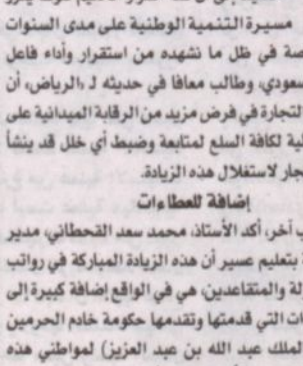 مسيرة التنمية الوطنية على مدى السنوات
صة في ظل ما نشهده من استقرار وأداء فاعل
سعودي، وطالب معافا في حديثه لـ «الرياض» أن
لتجارة في فرض مزيد من الرقابة الميدانية على
ئية لكافة السلع لمتابعة وضبط أي خلل قد ينشأ
جار لاستغلال هذه الزيادة.
إضافة للعطاءات
ب آخر، أكد الأستاذ، محمد سعد القحطاني، مدير
ة بتعليم عسير أن هذه الزيادة المباركة في رواتب
لة والمتقاعدين، هي في الواقع إضافة كبيرة إلى
ات التي قدمتها وتقدمها حكومة خادم الحرمين
لملك عبد الله بن عبد العزيز) لمواطني هذه